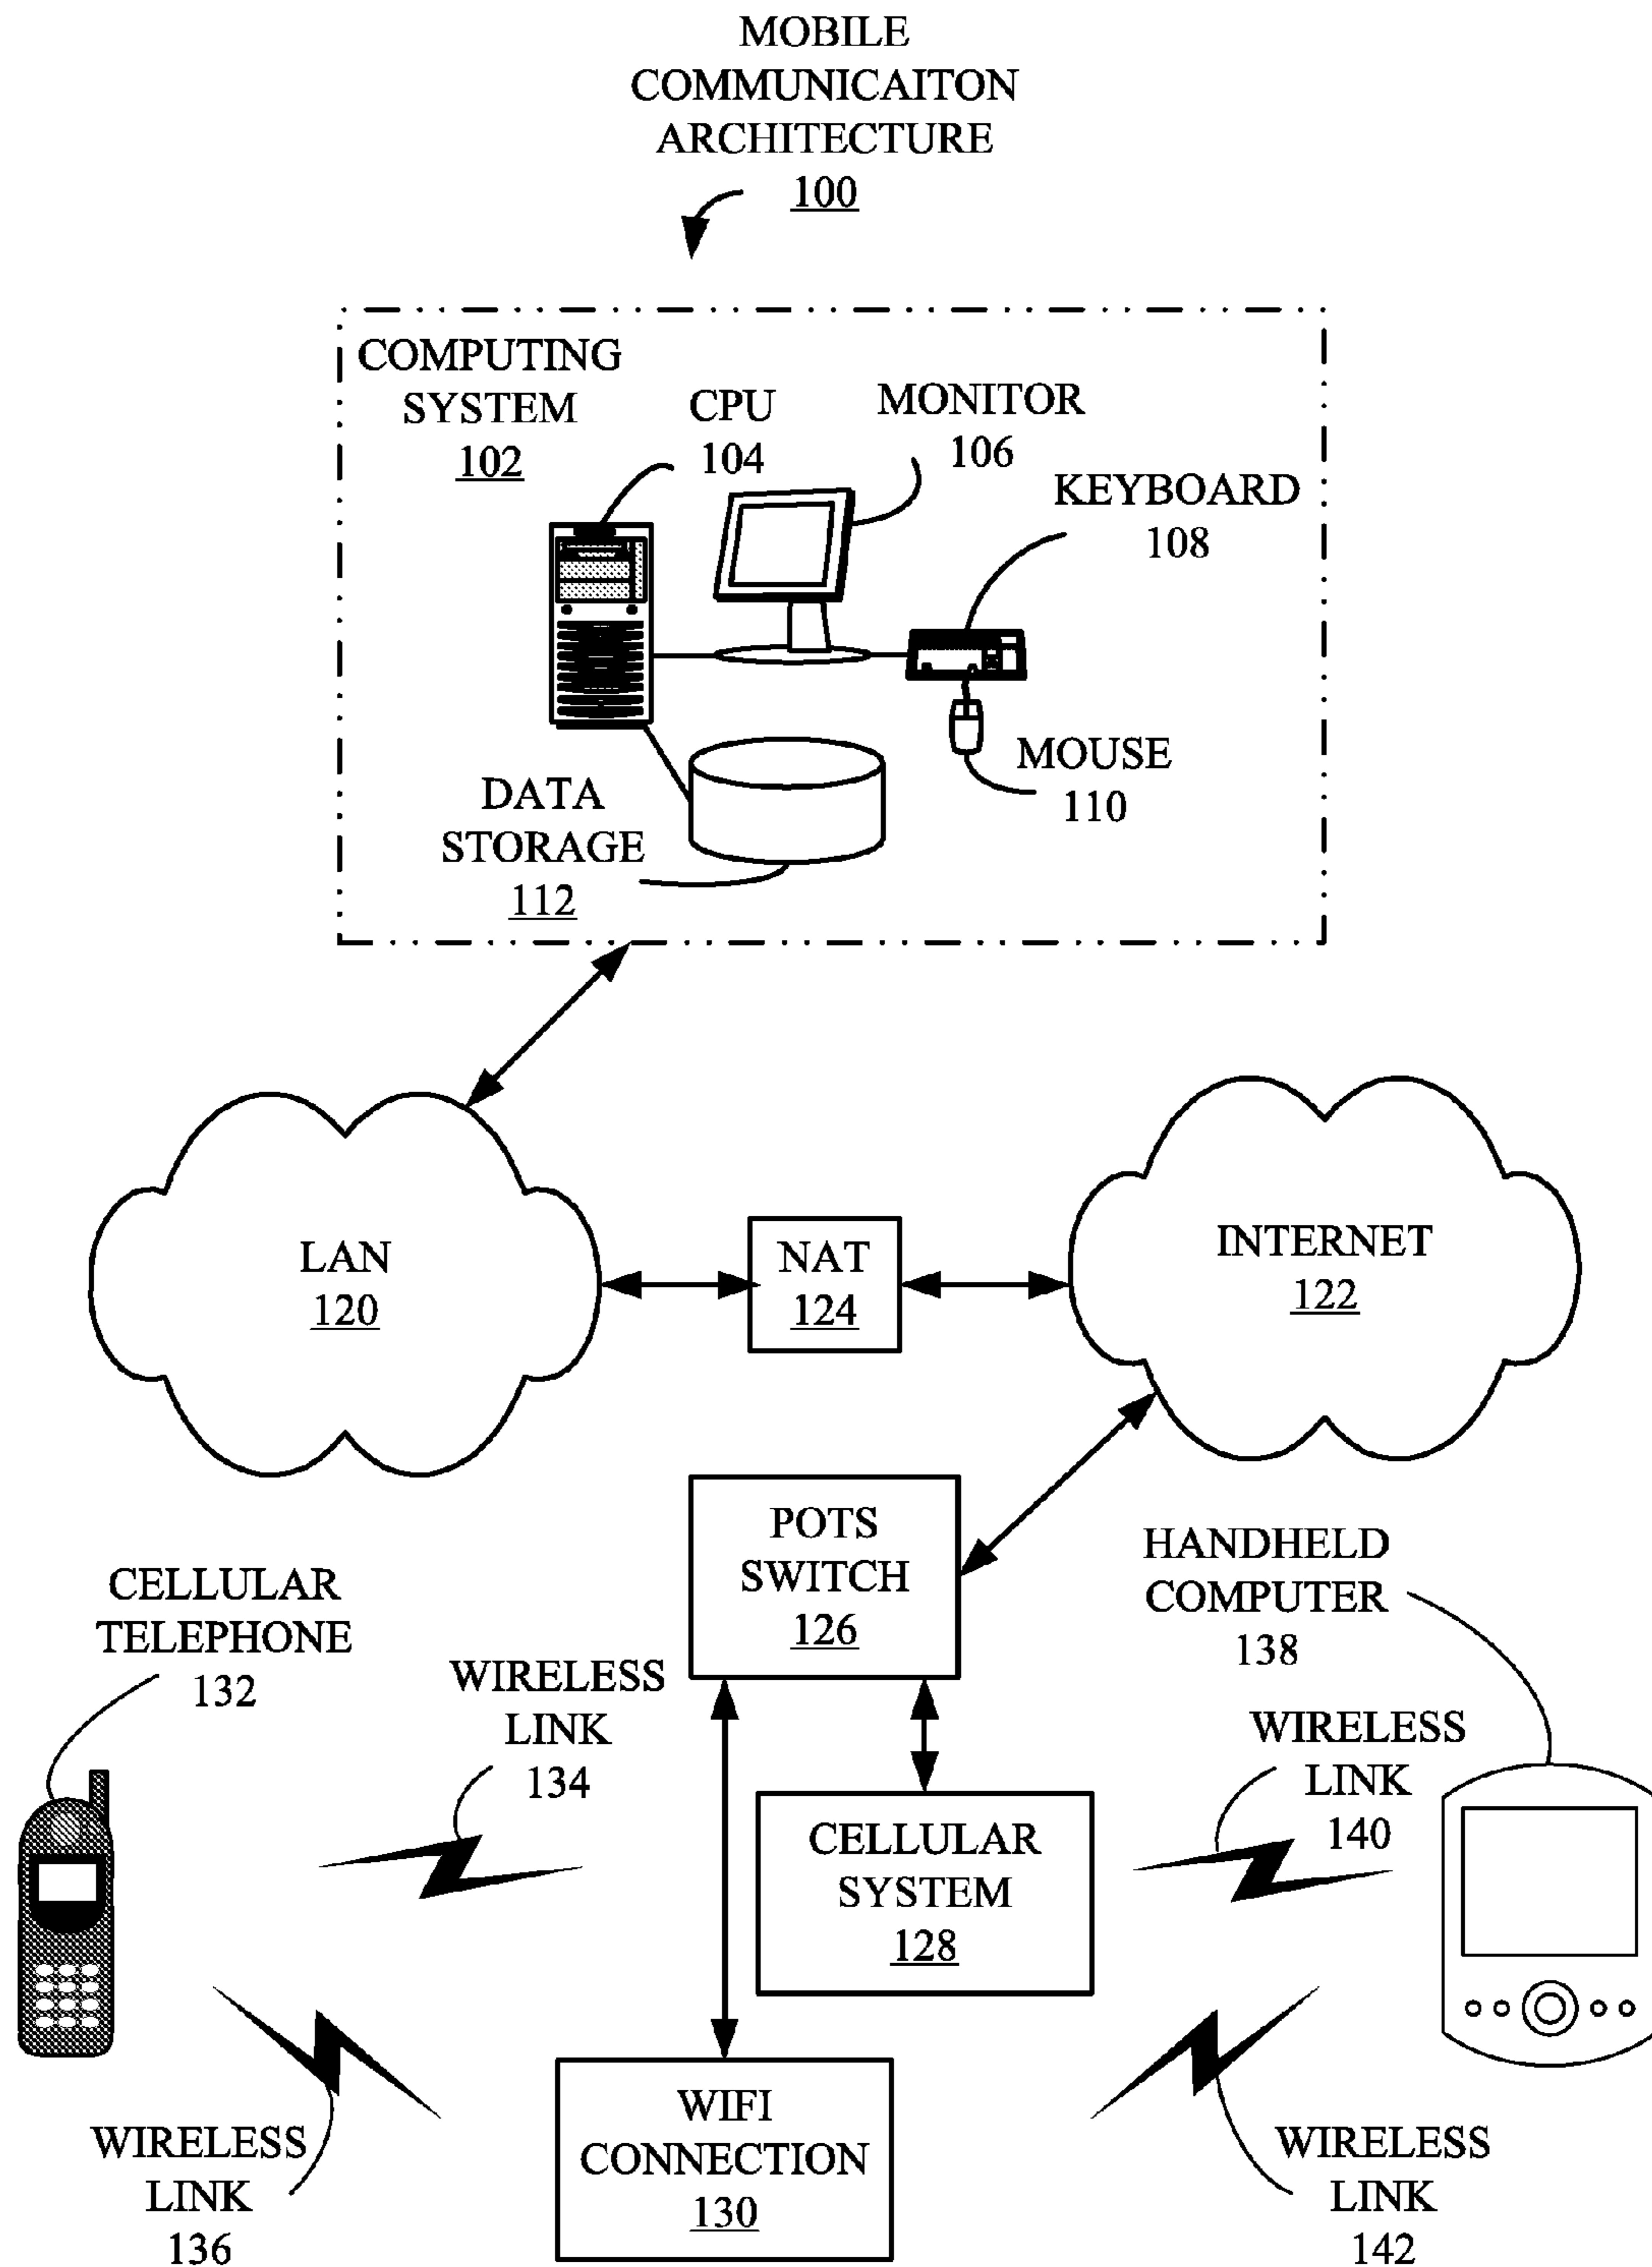 MOBILE
COMMUNICAITON
ARCHITECTURE
100
COMPUTING
SYSTEM
102
CPU
104
MONITOR
106
KEYBOARD
108
MOUSE
110
DATA
STORAGE
112
LAN
120
NAT
124
INTERNET
122
POTS
SWITCH
126
CELLULAR
TELEPHONE
132
WIRELESS
LINK
134
HANDHELD
COMPUTER
138
WIRELESS
LINK
140
CELLULAR
SYSTEM
128
WIRELESS
LINK
136
WIFI
CONNECTION
130
WIRELESS
LINK
142